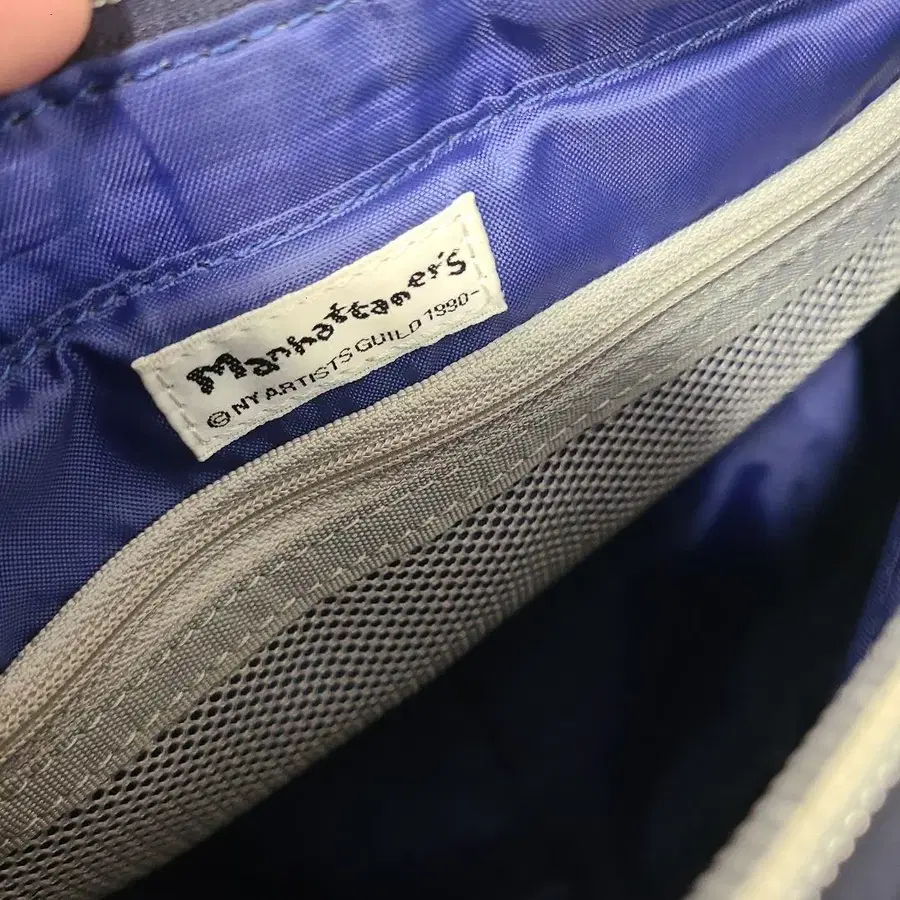 Manhattaner's
© NY ARTISTS GUILD 1990-